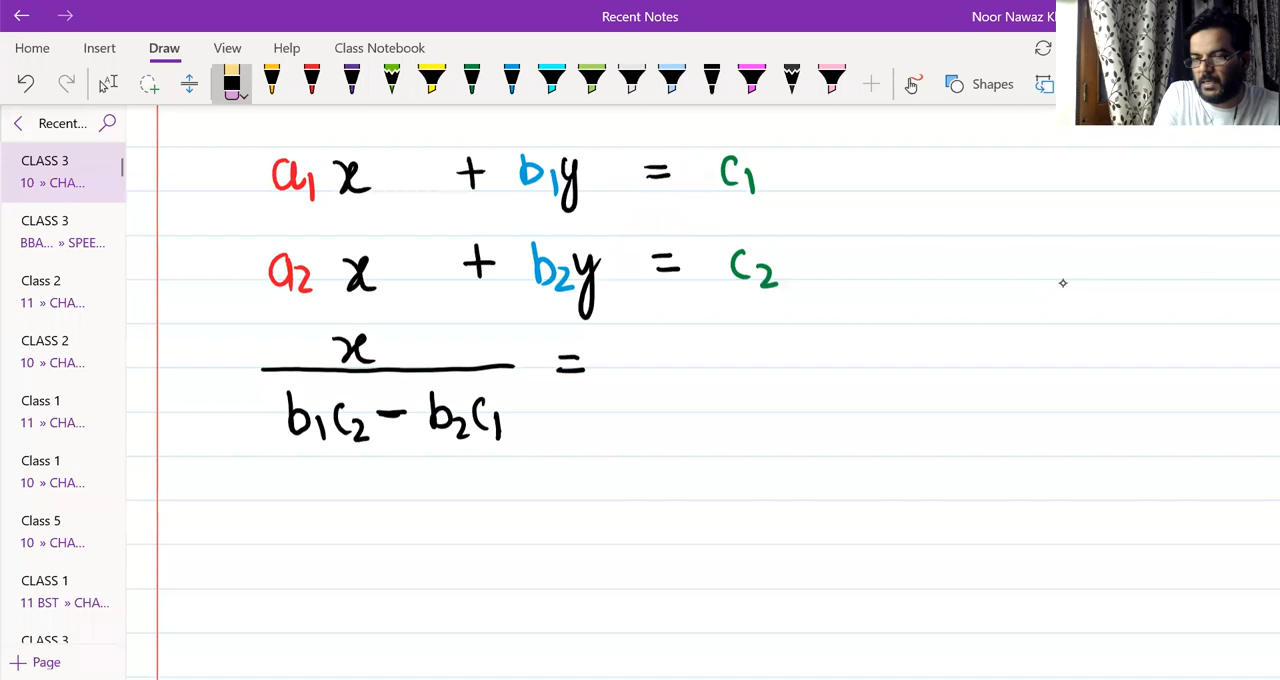 Recent Notes
Noor Nawaz
Home Insert Draw View Help Class Notebook
Shapes
Recent...
CLASS 3
10 » CHA...
CLASS 3
BBA... » SPEE...
Class 2
11 » CHA...
CLASS 2
10 » CHA...
Class 1
11 » CHA...
Class 1
10 » CHA...
Class 5
10 » CHA...
CLASS 1
11 BST » CHA...
CLASS 3
+ Page
a₁x + b₁y = c₁
a₂x + b₂y = c₂
x
b₁c₂ − b₂c₁ =